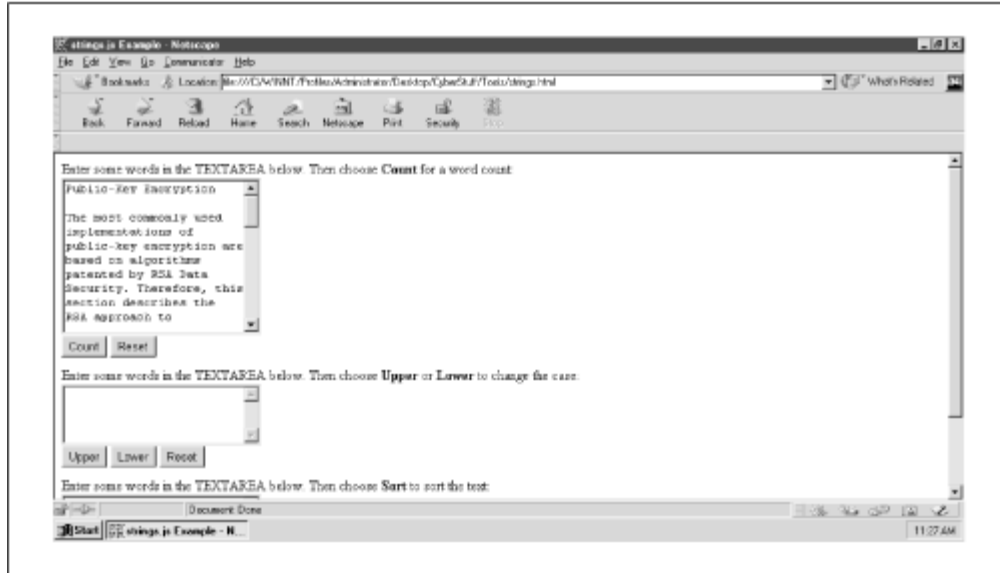 strings.js Example - Netscape
File Edit View Go Communicator Help
Bookmarks Location: file:///C|/WINNT/Profiles/Administrator/Desktop/CyberStuff/Tools/strings.html What's Related
Back Forward Reload Home Search Netscape Print Security Stop
Enter some words in the TEXTAREA below. Then choose Count for a word count:
Public-Key Encryption
The most commonly used
implementations of
public-key encryption are
based on algorithms
patented by RSA Data
Security. Therefore, this
section describes the
RSA approach to
Count Reset
Enter some words in the TEXTAREA below. Then choose Upper or Lower to change the case:
Upper Lower Reset
Enter some words in the TEXTAREA below. Then choose Sort to sort the text:
Document: Done
Start strings.js Example - N...
11:27 AM